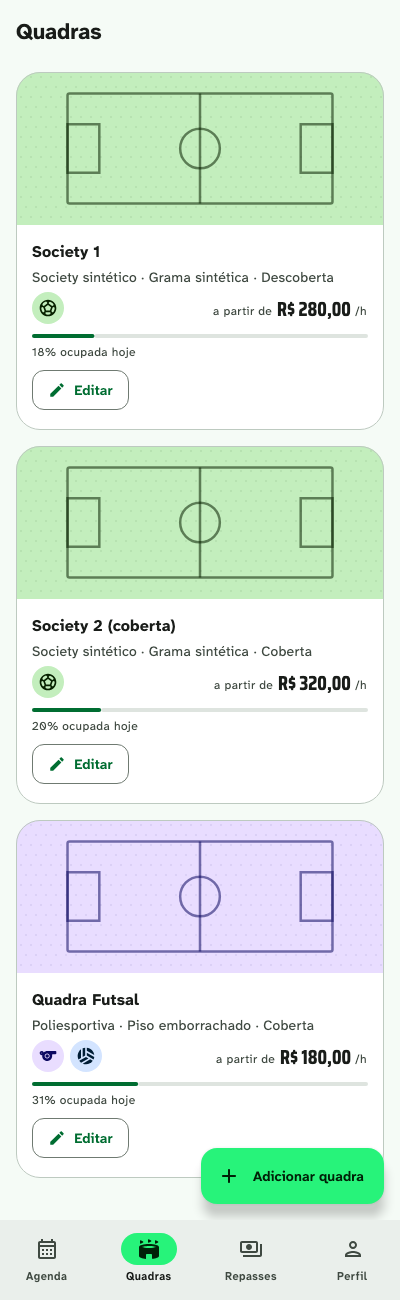 Quadras
Society 1
Society sintético · Grama sintética · Descoberta
a partir de R$ 280,00 /h
18% ocupada hoje
Editar
Society 2 (coberta)
Society sintético · Grama sintética · Coberta
a partir de R$ 320,00 /h
20% ocupada hoje
Editar
Quadra Futsal
Poliesportiva · Piso emborrachado · Coberta
a partir de R$ 180,00 /h
31% ocupada hoje
Editar
Adicionar quadra
Agenda Quadras Repasses Perfil